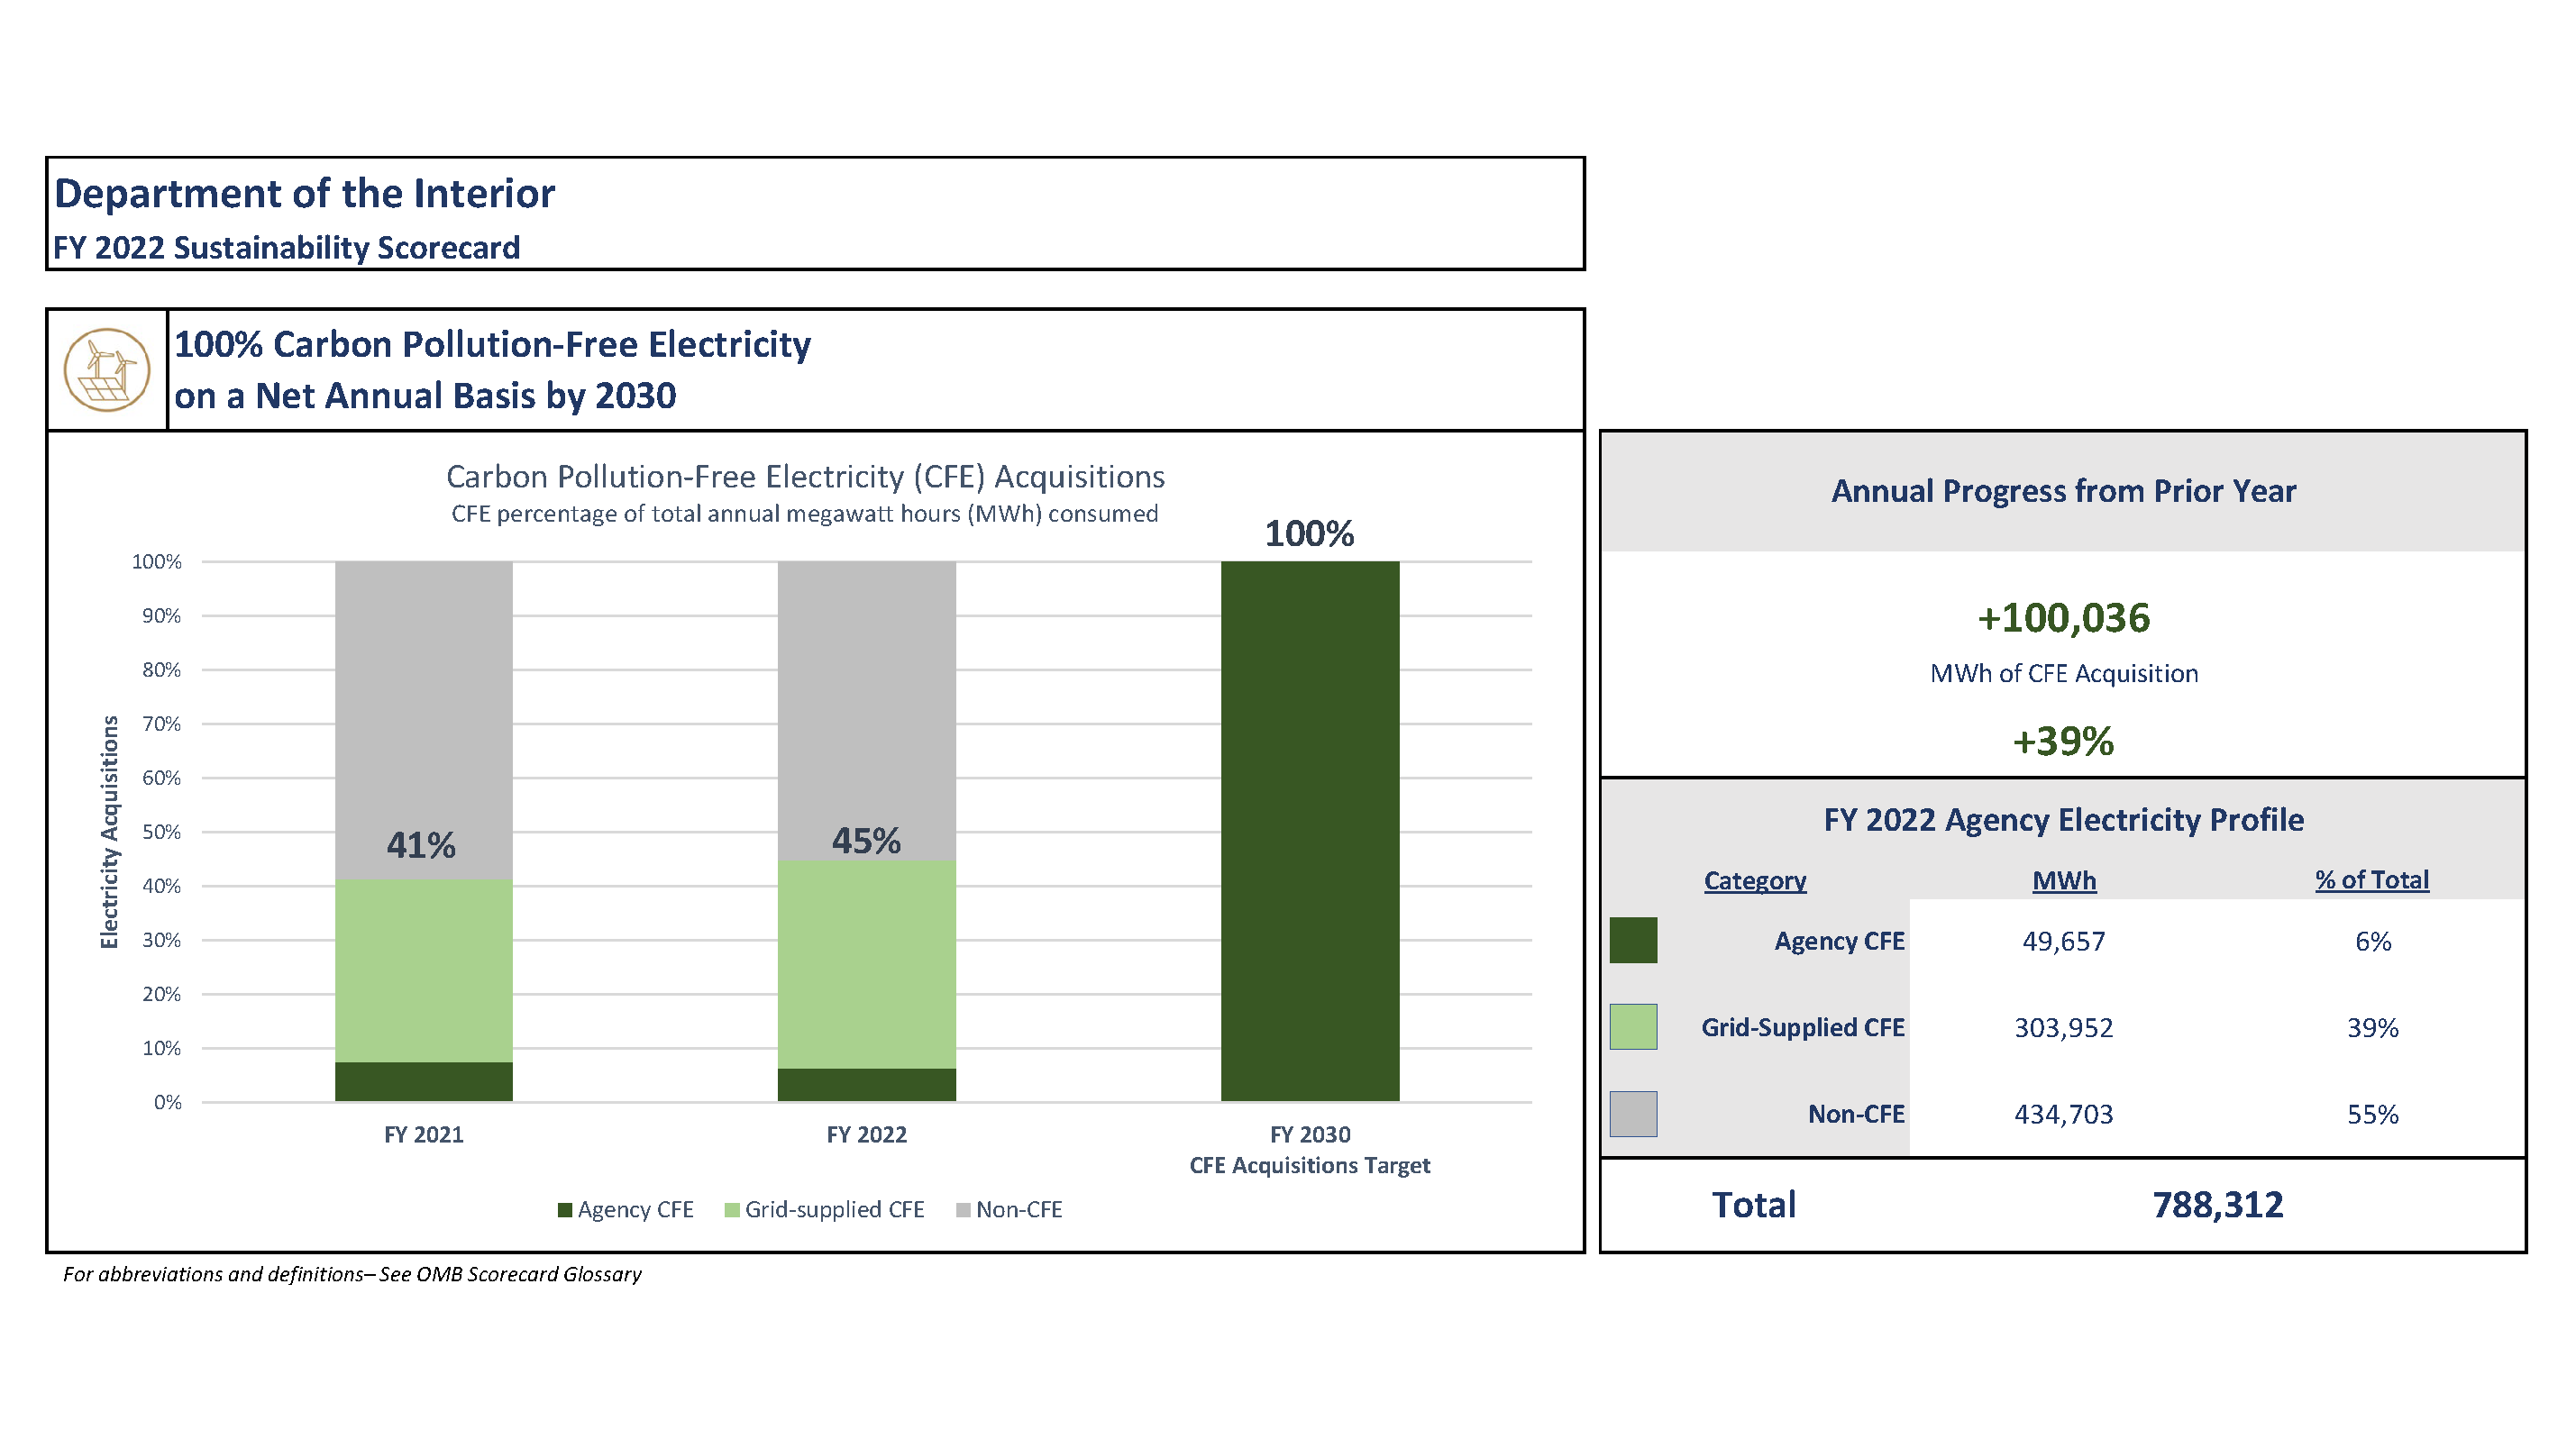 Department of the Interior
FY 2022 Sustainability Scorecard
100% Carbon Pollution-Free Electricity
on a Net Annual Basis by 2030
Carbon Pollution-Free Electricity (CFE) Acquisitions
CFE percentage of total annual megawatt hours (MWh) consumed
Electricity Acquisitions
100%
90%
80%
70%
60%
50%
40%
30%
20%
10%
0%
41%
45%
100%
FY 2021
FY 2022
FY 2030
CFE Acquisitions Target
Agency CFE Grid-supplied CFE Non-CFE
Annual Progress from Prior Year
+100,036
MWh of CFE Acquisition
+39%
FY 2022 Agency Electricity Profile
Category MWh % of Total
Agency CFE 49,657 6%
Grid-Supplied CFE 303,952 39%
Non-CFE 434,703 55%
Total 788,312
For abbreviations and definitions– See OMB Scorecard Glossary